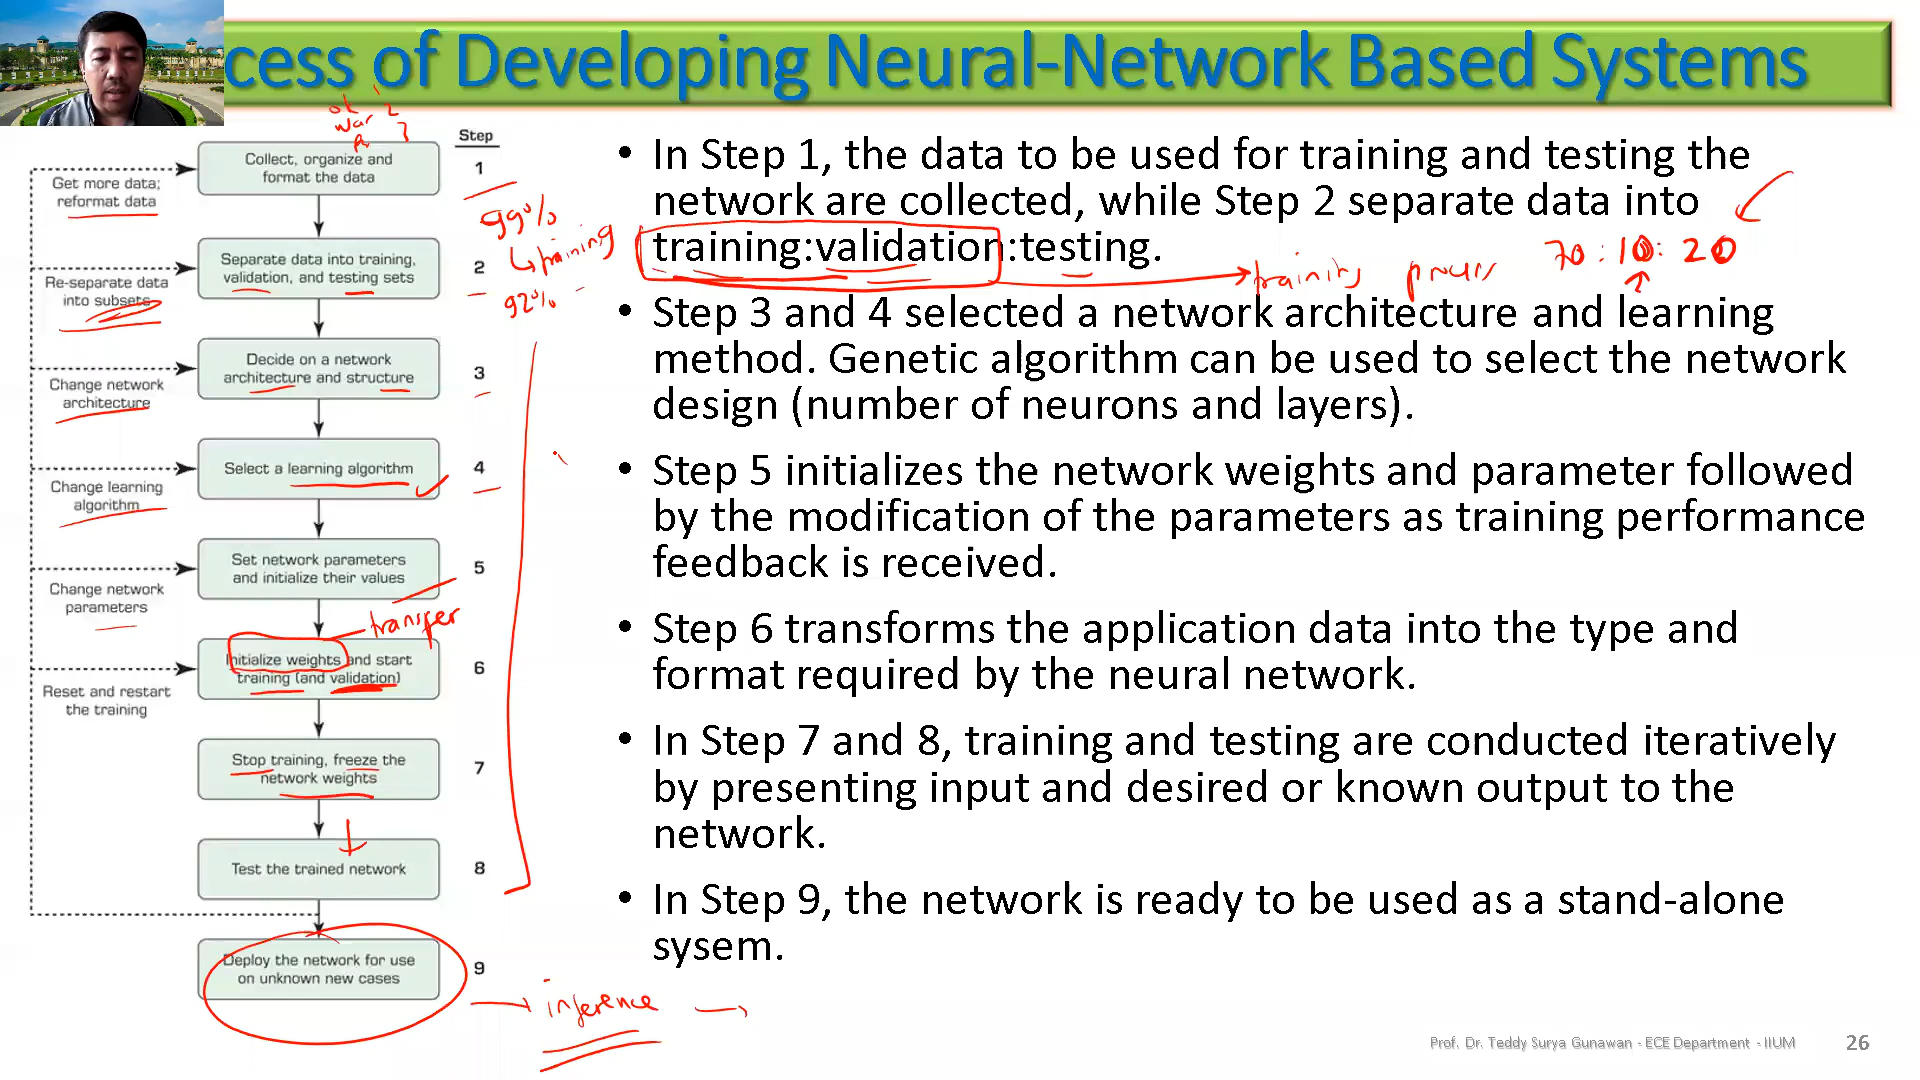 cess of Developing Neural-Network Based Systems
Step
Collect, organize and
format the data
1
Get more data;
reformat data
Separate data into training,
validation, and testing sets
2
Re-separate data
into subsets
Decide on a network
architecture and structure
3
Change network
architecture
Select a learning algorithm
4
Change learning
algorithm
Set network parameters
and initialize their values
5
Change network
parameters
Initialize weights and start
training (and validation)
6
Reset and restart
the training
Stop training, freeze the
network weights
7
Test the trained network
8
Deploy the network for use
on unknown new cases
9
99%
training
92%
transfer
inference
• In Step 1, the data to be used for training and testing the
network are collected, while Step 2 separate data into
training:validation:testing.
70 : 10 : 20
training process
• Step 3 and 4 selected a network architecture and learning
method. Genetic algorithm can be used to select the network
design (number of neurons and layers).
• Step 5 initializes the network weights and parameter followed
by the modification of the parameters as training performance
feedback is received.
• Step 6 transforms the application data into the type and
format required by the neural network.
• In Step 7 and 8, training and testing are conducted iteratively
by presenting input and desired or known output to the
network.
• In Step 9, the network is ready to be used as a stand-alone
sysem.
Prof. Dr. Teddy Surya Gunawan - ECE Department - IIUM
26